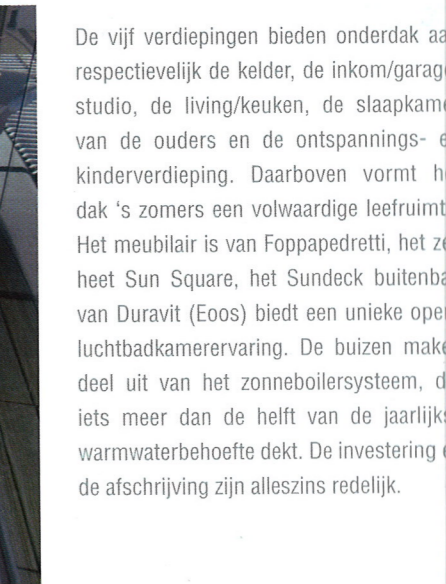 De vijf verdiepingen bieden onderdak aa
respectievelijk de kelder, de inkom/garag
studio, de living/keuken, de slaapkam
van de ouders en de ontspannings- e
kinderverdieping. Daarboven vormt h
dak ‘s zomers een volwaardige leefruimt
Het meubilair is van Foppapedretti, het ze
heet Sun Square, het Sundeck buitenba
van Duravit (Eoos) biedt een unieke ope
luchtbadkamerervaring. De buizen make
deel uit van het zonneboilersysteem, d
iets meer dan de helft van de jaarlijks
warmwaterbehoefte dekt. De investering e
de afschrijving zijn alleszins redelijk.